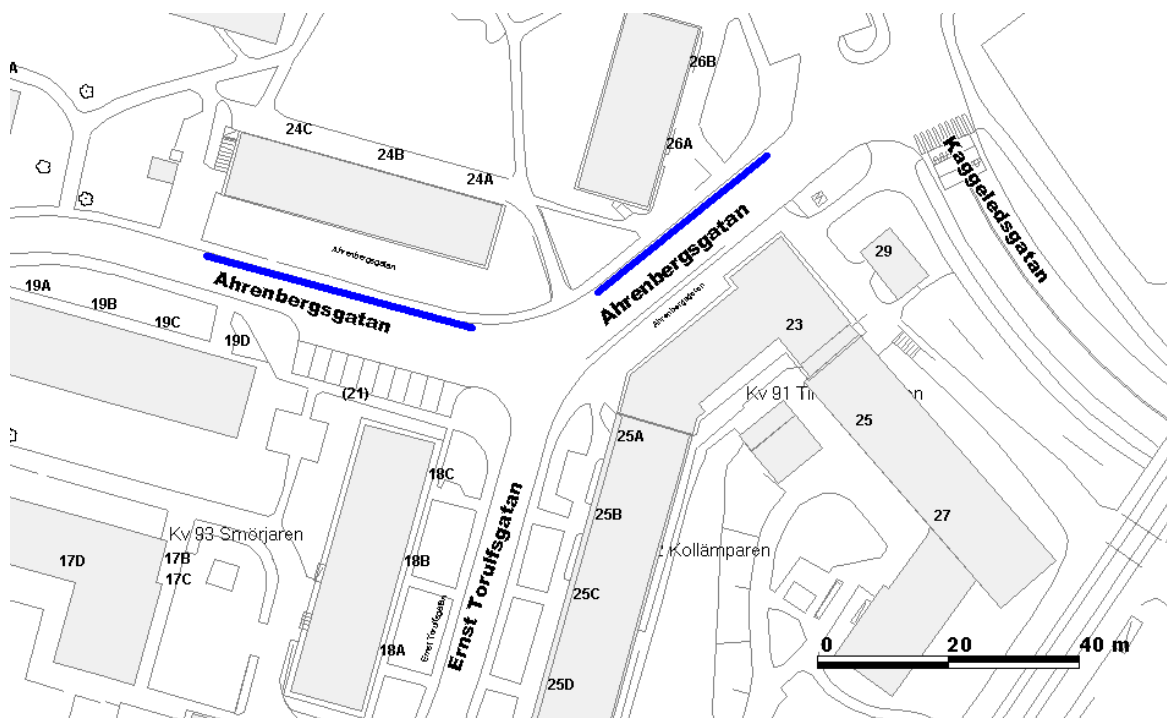 A
26B
24C
26A
24B
24A
Kaggeledsgatan
Ahrenbergsgatan
Ahrenbergsgatan
29
Ahrenbergsgatan
Ahrenbergsgatan
19A
19B
19C
23
19D
(21)
Kv 91 Ti
en
25
25A
18C
25B
27
Kv 93 Smörjaren
Kollämparen
17D
17B
18B
17C
25C
Ernst Torulfsgatan
Ernst Torulfsgatan
18A
25D
0 20 40 m